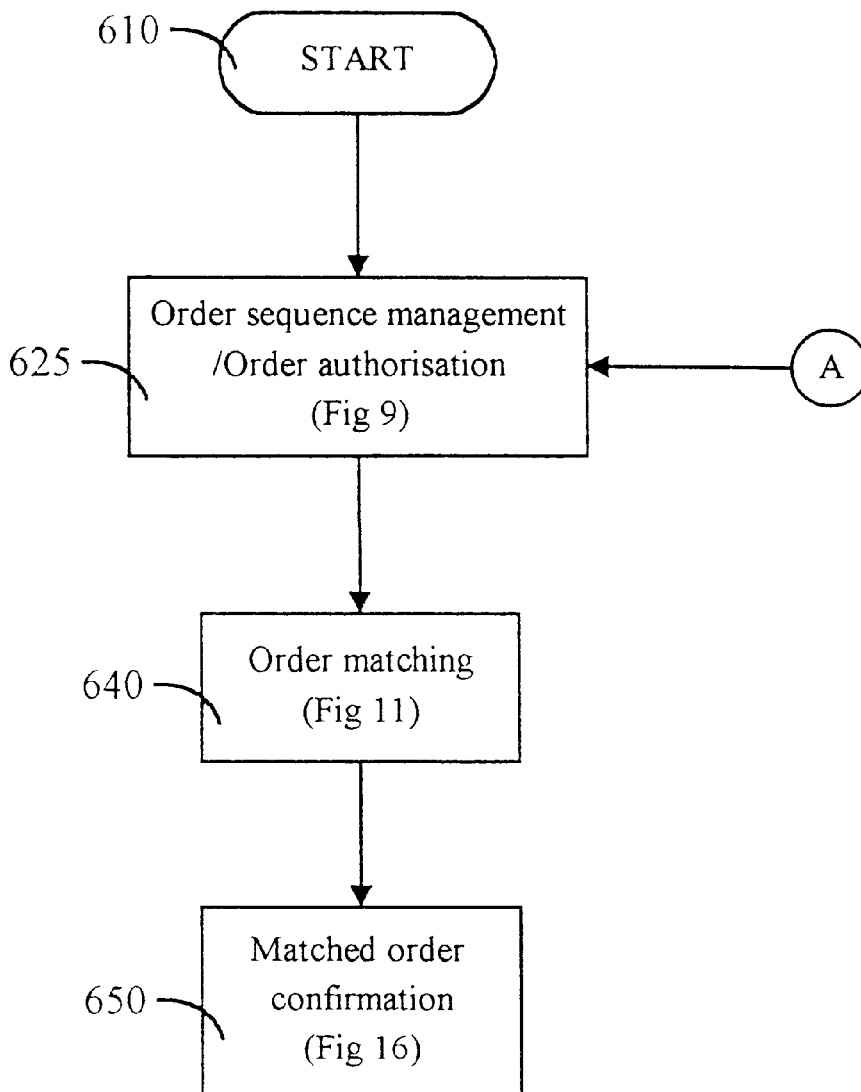 610
START
Order sequence management
/Order authorisation
(Fig 9)
625
A
Order matching
(Fig 11)
640
Matched order
confirmation
(Fig 16)
650